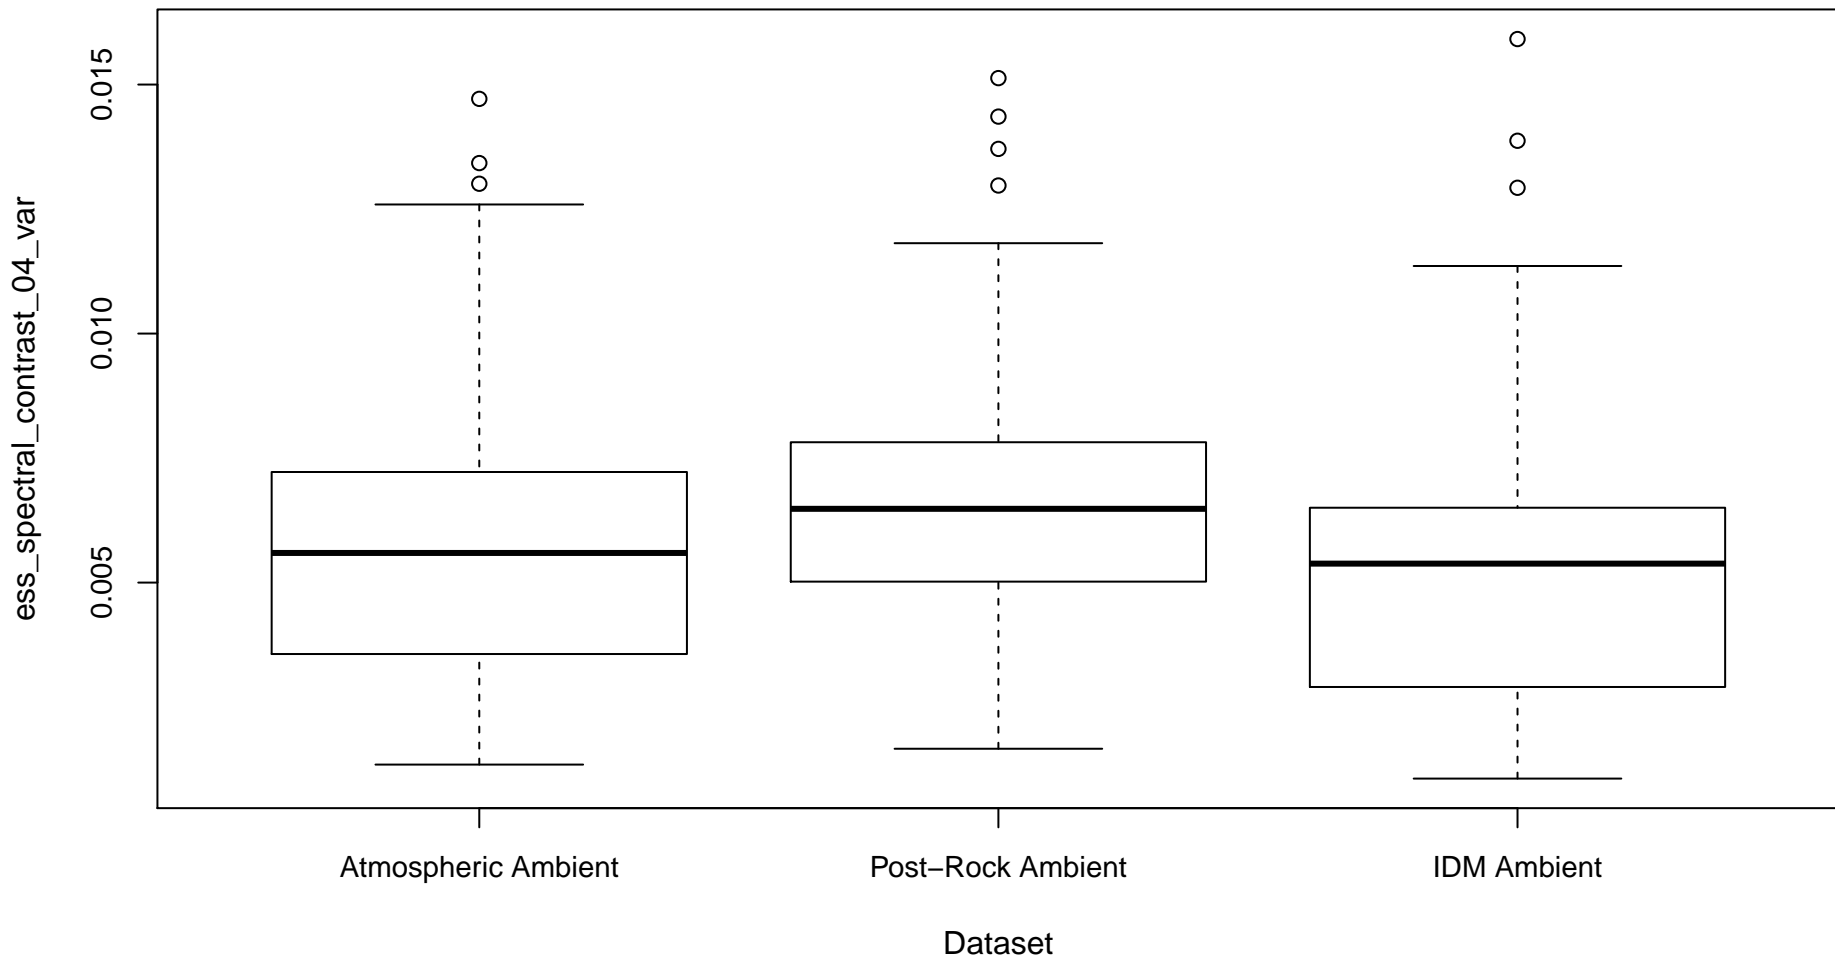 ess_spectral_contrast_04_var
0.015
0.010
0.005
Atmospheric Ambient
Post−Rock Ambient
IDM Ambient
Dataset